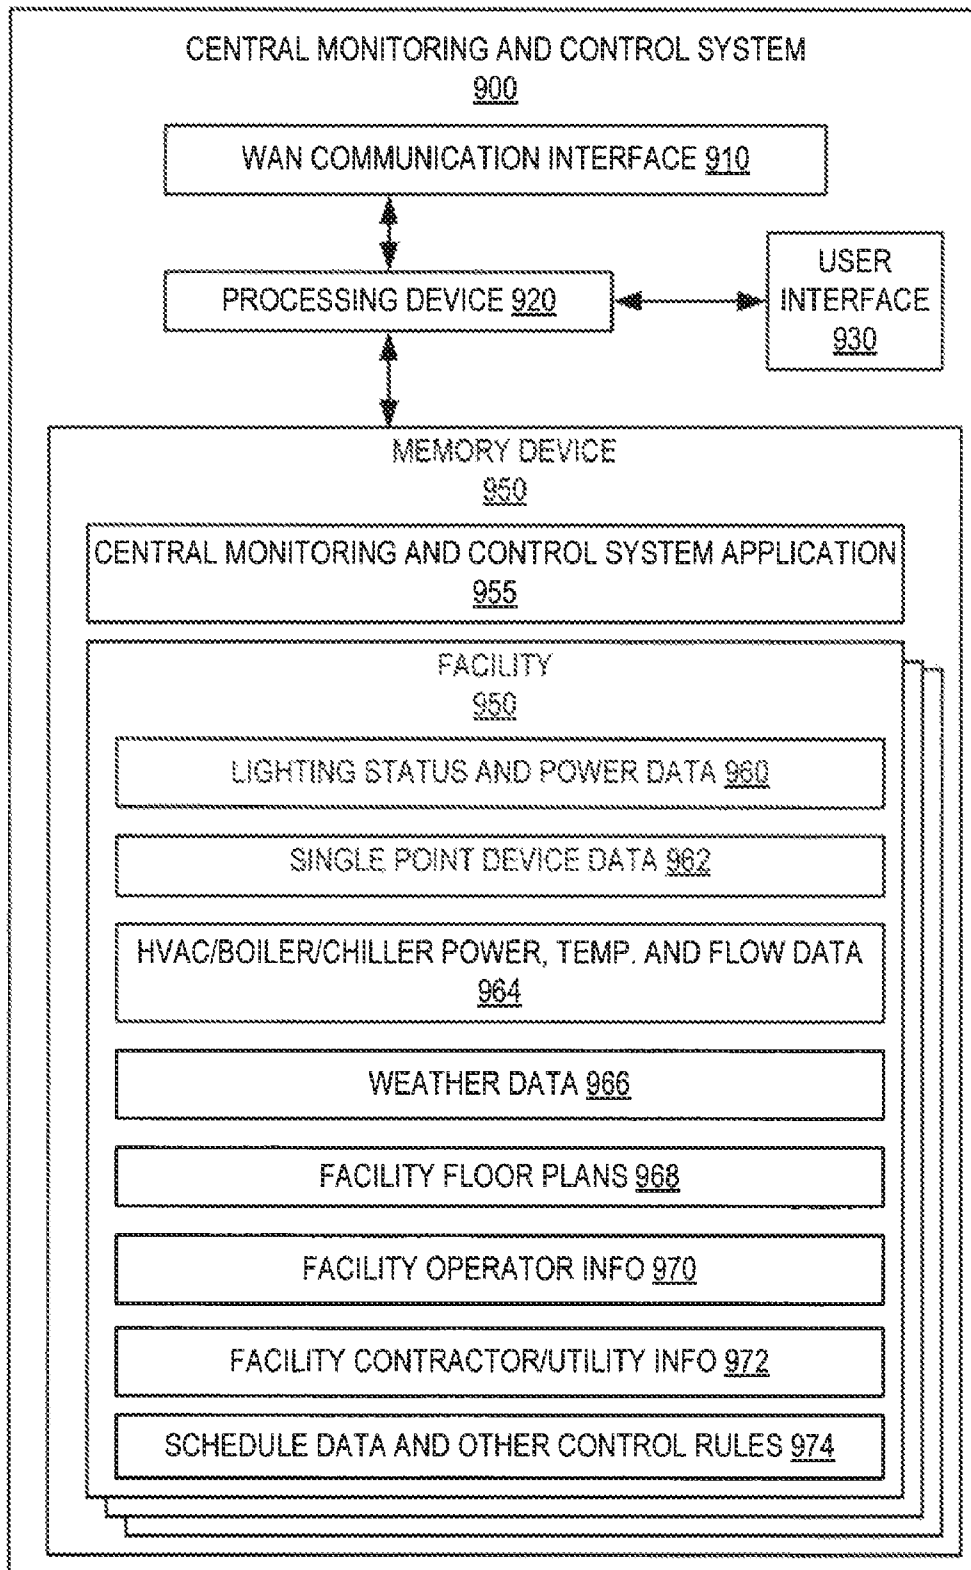 CENTRAL MONITORING AND CONTROL SYSTEM
900
WAN COMMUNICATION INTERFACE 910
PROCESSING DEVICE 920
USER
INTERFACE
930
MEMORY DEVICE
950
CENTRAL MONITORING AND CONTROL SYSTEM APPLICATION
955
FACILITY
950
LIGHTING STATUS AND POWER DATA 960
SINGLE POINT DEVICE DATA 962
HVAC/BOILER/CHILLER POWER, TEMP. AND FLOW DATA
964
WEATHER DATA 966
FACILITY FLOOR PLANS 968
FACILITY OPERATOR INFO 970
FACILITY CONTRACTOR/UTILITY INFO 972
SCHEDULE DATA AND OTHER CONTROL RULES 974